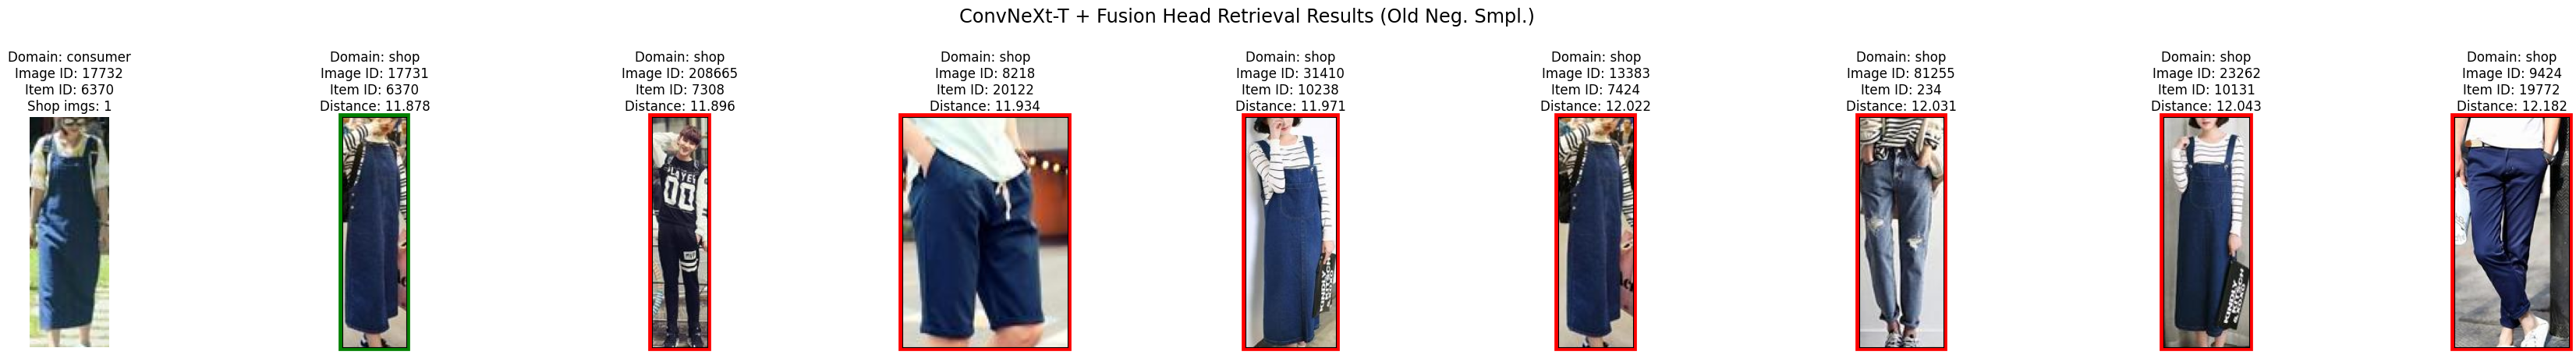 ConvNeXt-T + Fusion Head Retrieval Results (Old Neg. Smpl.)
Domain: consumer
Image ID: 17732
Item ID: 6370
Shop imgs: 1
Domain: shop
Image ID: 17731
Item ID: 6370
Distance: 11.878
Domain: shop
Image ID: 208665
Item ID: 7308
Distance: 11.896
Domain: shop
Image ID: 8218
Item ID: 20122
Distance: 11.934
Domain: shop
Image ID: 31410
Item ID: 10238
Distance: 11.971
Domain: shop
Image ID: 13383
Item ID: 7424
Distance: 12.022
Domain: shop
Image ID: 81255
Item ID: 234
Distance: 12.031
Domain: shop
Image ID: 23262
Item ID: 10131
Distance: 12.043
Domain: shop
Image ID: 9424
Item ID: 19772
Distance: 12.182
PLAYER
00